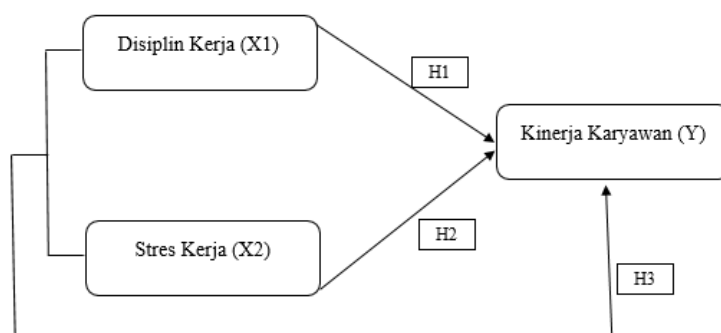 Disiplin Kerja (X1)
H1
Kinerja Karyawan (Y)
Stres Kerja (X2)
H2
H3